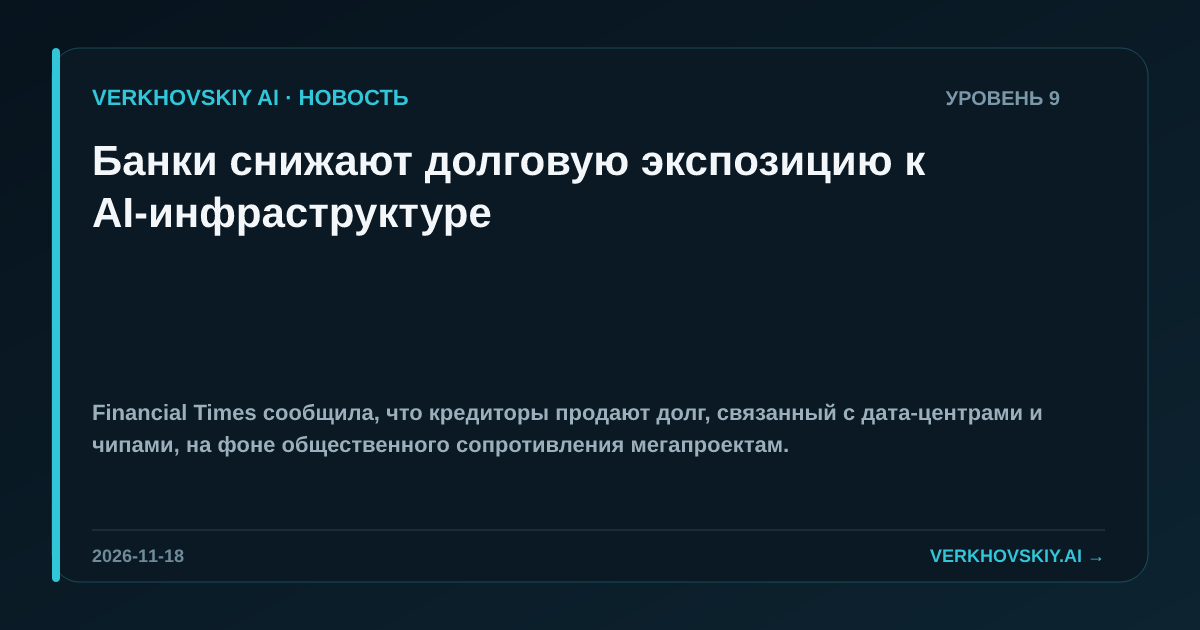 VERKHOVSKIY AI · НОВОСТЬ
УРОВЕНЬ 9
Банки снижают долговую экспозицию к
AI-инфраструктуре
Financial Times сообщила, что кредиторы продают долг, связанный с дата-центрами и
чипами, на фоне общественного сопротивления мегапроектам.
2026-11-18
VERKHOVSKIY.AI →